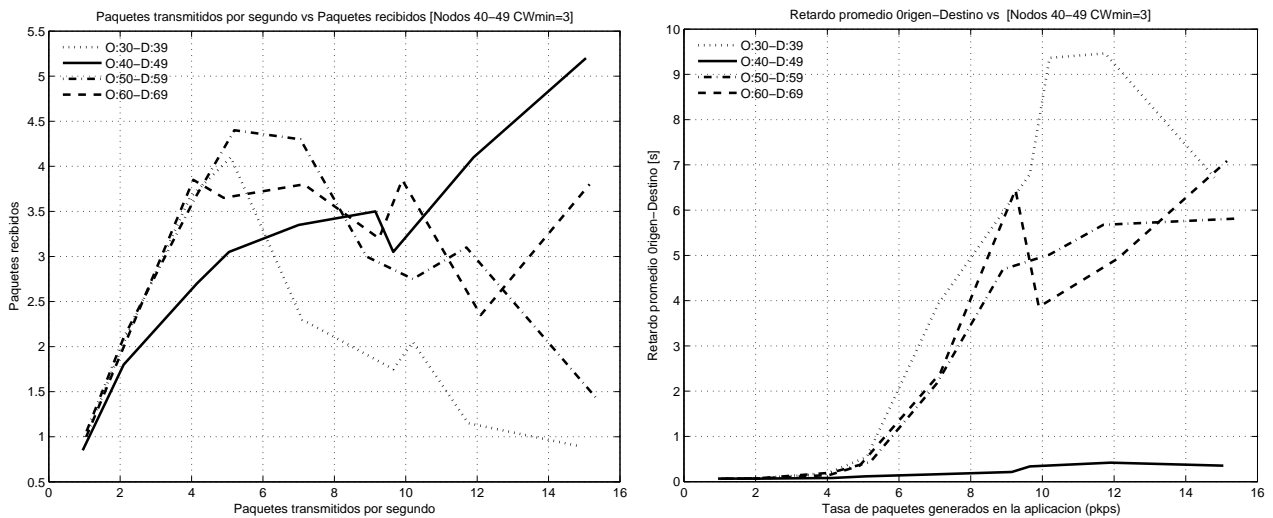 Paquetes transmitidos por segundo vs Paquetes recibidos [Nodos 40−49 CWmin=3]
5.5
5
4.5
4
3.5
3
2.5
2
1.5
1
0.5
Paquetes recibidos
O:30−D:39
O:40−D:49
O:50−D:59
O:60−D:69
0 2 4 6 8 10 12 14 16
Paquetes transmitidos por segundo
Retardo promedio 0rigen−Destino vs [Nodos 40−49 CWmin=3]
10
9
8
7
6
5
4
3
2
1
0
Retardo promedio 0rigen−Destino [s]
O:30−D:39
O:40−D:49
O:50−D:59
O:60−D:69
0 2 4 6 8 10 12 14 16
Tasa de paquetes generados en la aplicacion (pkps)